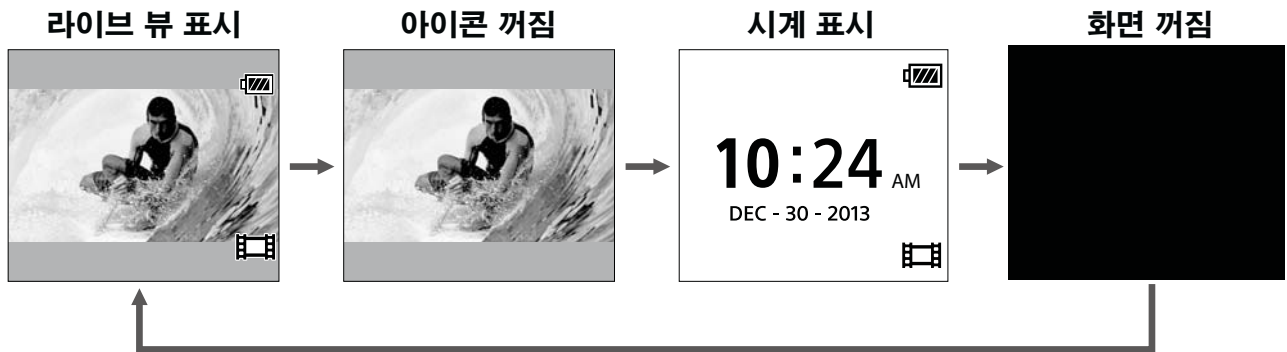 라이브 뷰 표시
아이콘 꺼짐
시계 표시
화면 꺼짐
10:24 AM
DEC - 30 - 2013